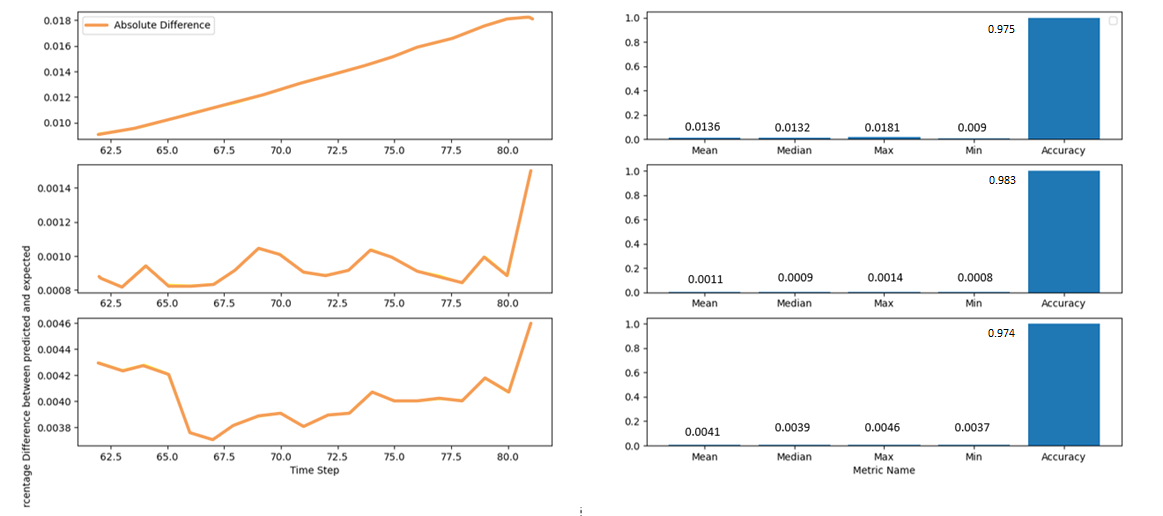 Absolute Difference
0.018
0.016
0.014
0.012
0.010
62.5 65.0 67.5 70.0 72.5 75.0 77.5 80.0
1.0
0.8
0.6
0.4
0.2
0.0
0.975
0.0136 0.0132 0.0181 0.009
Mean Median Max Min Accuracy
0.0014
0.0012
0.0010
0.0008
62.5 65.0 67.5 70.0 72.5 75.0 77.5 80.0
1.0
0.8
0.6
0.4
0.2
0.0
0.983
0.0011 0.0009 0.0014 0.0008
Mean Median Max Min Accuracy
rcentage Difference between predicted and expected
0.0046
0.0044
0.0042
0.0040
0.0038
62.5 65.0 67.5 70.0 72.5 75.0 77.5 80.0
Time Step
1.0
0.8
0.6
0.4
0.2
0.0
0.974
0.0041 0.0039 0.0046 0.0037
Mean Median Max Min Accuracy
Metric Name